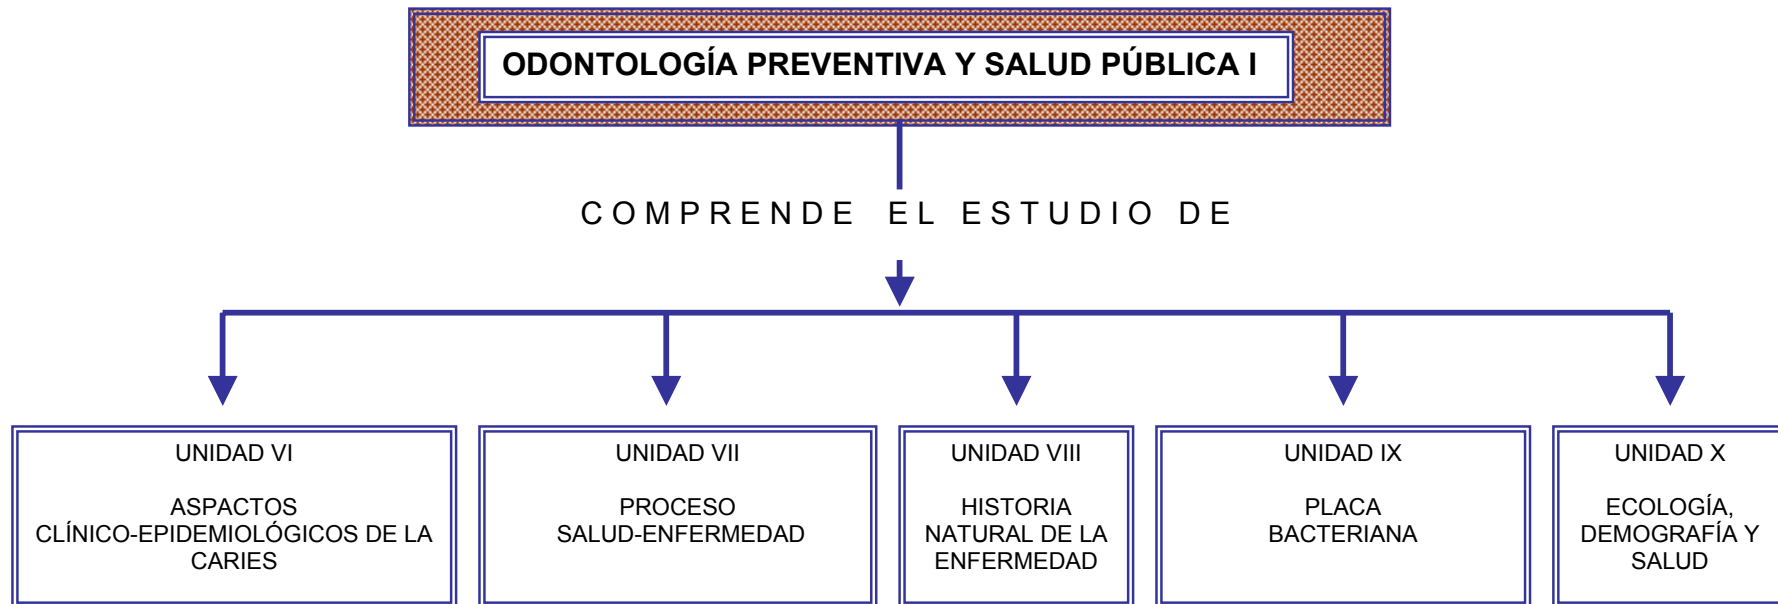 ODONTOLOGÍA PREVENTIVA Y SALUD PÚBLICA I
COMPRENDE EL ESTUDIO DE
UNIDAD VI
ASPACTOS
CLÍNICO-EPIDEMIOLÓGICOS DE LA
CARIES
UNIDAD VII
PROCESO
SALUD-ENFERMEDAD
UNIDAD VIII
HISTORIA
NATURAL DE LA
ENFERMEDAD
UNIDAD IX
PLACA
BACTERIANA
UNIDAD X
ECOLOGÍA,
DEMOGRAFÍA Y
SALUD